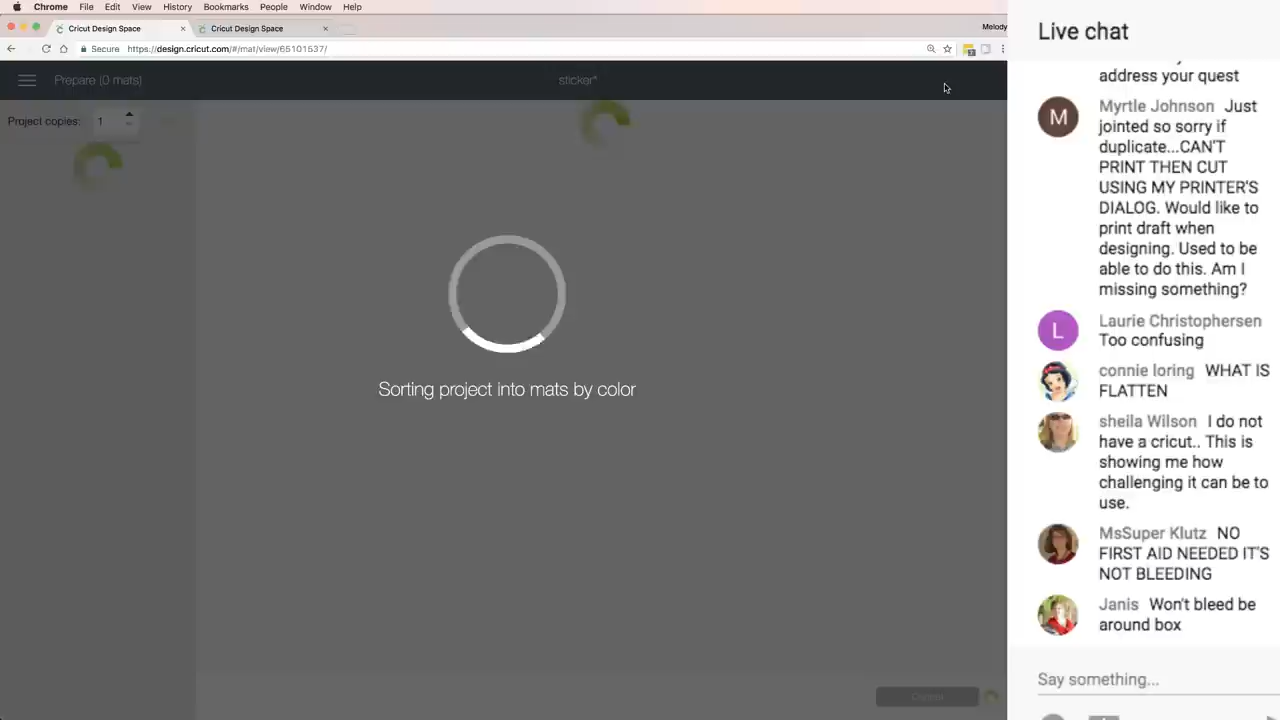 Chrome File Edit View History Bookmarks People Window Help
Cricut Design Space × Cricut Design Space ×
Melody
Secure https://design.cricut.com/#/mat/view/65101537/
Prepare (0 mats) sticker*
Project copies: 1
Sorting project into mats by color
Live chat
address your quest
Myrtle Johnson Just
jointed so sorry if
duplicate...CAN'T
PRINT THEN CUT
USING MY PRINTER'S
DIALOG. Would like to
print draft when
designing. Used to be
able to do this. Am I
missing something?
Laurie Christophersen
Too confusing
connie loring WHAT IS
FLATTEN
sheila Wilson I do not
have a cricut.. This is
showing me how
challenging it can be to
use.
MsSuper Klutz NO
FIRST AID NEEDED IT'S
NOT BLEEDING
Janis Won't bleed be
around box
Say something...
M
L